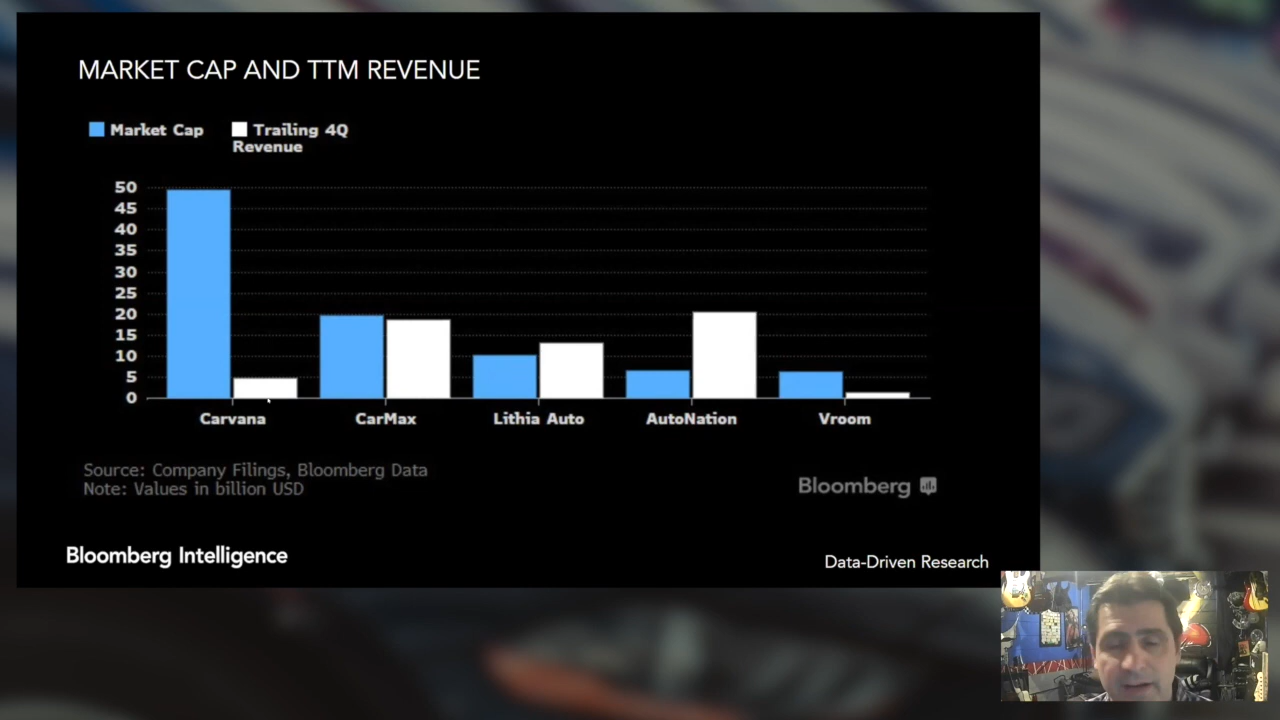 MARKET CAP AND TTM REVENUE
Market Cap
Trailing 4Q
Revenue
50
45
40
35
30
25
20
15
10
5
0
Carvana
CarMax
Lithia Auto
AutoNation
Vroom
Source: Company Filings, Bloomberg Data
Note: Values in billion USD
Bloomberg
Bloomberg Intelligence
Data-Driven Research